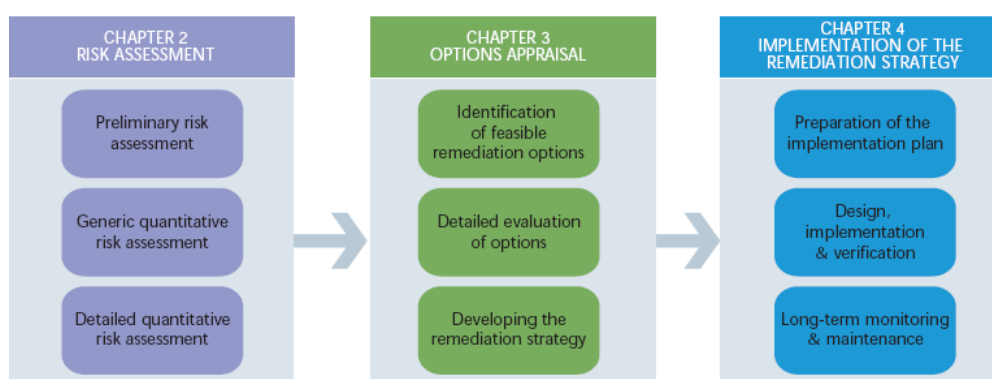 CHAPTER 2
RISK ASSESSMENT
Preliminary risk
assessment
Generic quantitative
risk assessment
Detailed quantitative
risk assessment
CHAPTER 3
OPTIONS APPRAISAL
Identification
of feasible
remediation options
Detailed evaluation
of options
Developing the
remediation strategy
CHAPTER 4
IMPLEMENTATION OF THE
REMEDIATION STRATEGY
Preparation of the
implementation plan
Design,
implementation
& verification
Long-term monitoring
& maintenance